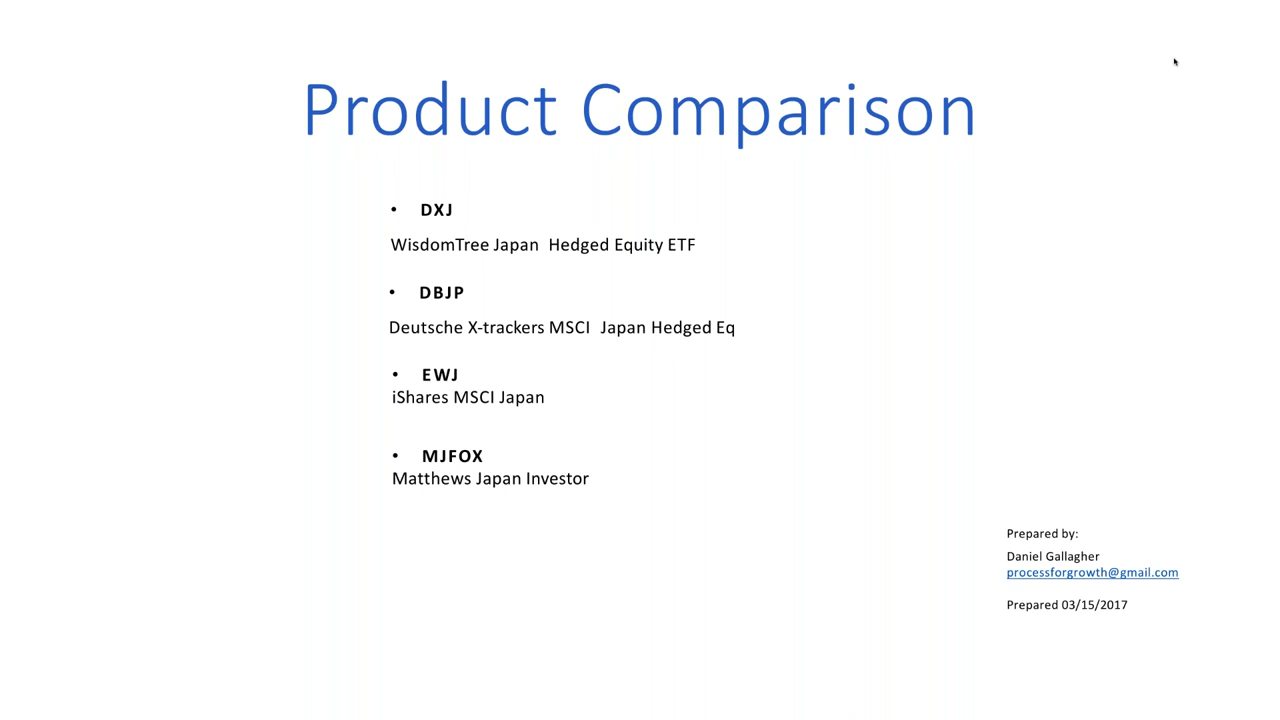 Product Comparison
• DXJ
WisdomTree Japan Hedged Equity ETF
• DBJP
Deutsche X-trackers MSCI Japan Hedged Eq
• EWJ
iShares MSCI Japan
• MJFOX
Matthews Japan Investor
Prepared by:
Daniel Gallagher
processforgrowth@gmail.com
Prepared 03/15/2017